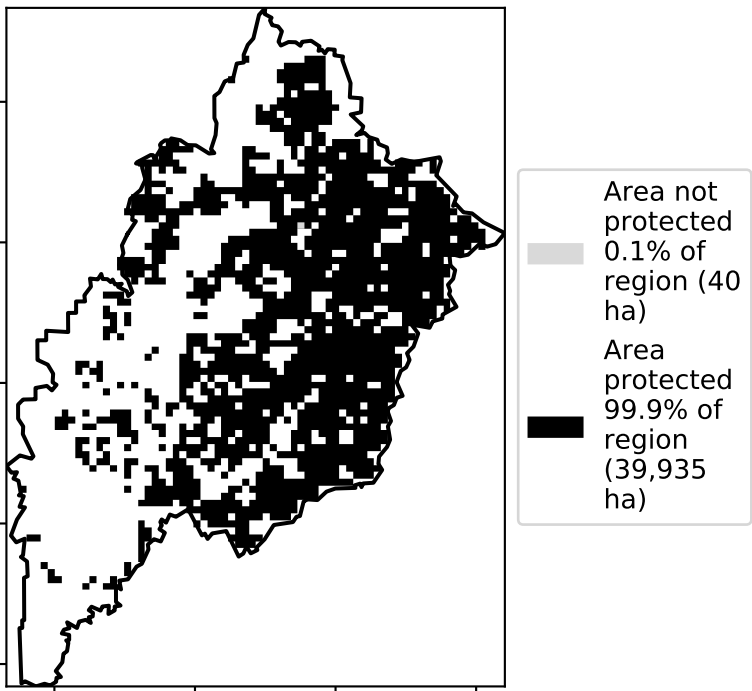 Area not
protected
0.1% of
region (40
ha)
Area
protected
99.9% of
region
(39,935
ha)